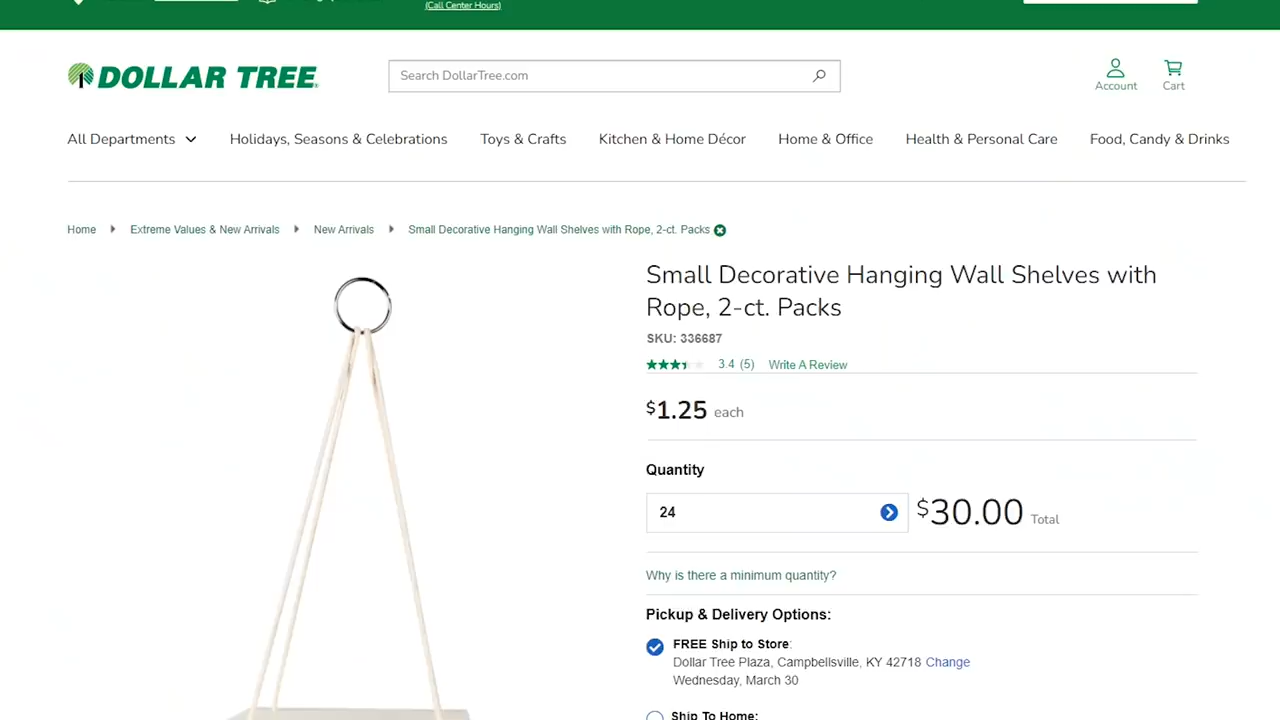 (Call Center Hours)
DOLLAR TREE
Search DollarTree.com
Account
Cart
All Departments
Holidays, Seasons & Celebrations
Toys & Crafts
Kitchen & Home Décor
Home & Office
Health & Personal Care
Food, Candy & Drinks
Home
Extreme Values & New Arrivals
New Arrivals
Small Decorative Hanging Wall Shelves with Rope, 2-ct. Packs
Small Decorative Hanging Wall Shelves with
Rope, 2-ct. Packs
SKU: 336687
3.4 (5) Write A Review
$1.25 each
Quantity
24
$30.00 Total
Why is there a minimum quantity?
Pickup & Delivery Options:
FREE Ship to Store:
Dollar Tree Plaza, Campbellsville, KY 42718 Change
Wednesday, March 30
Ship To Home: